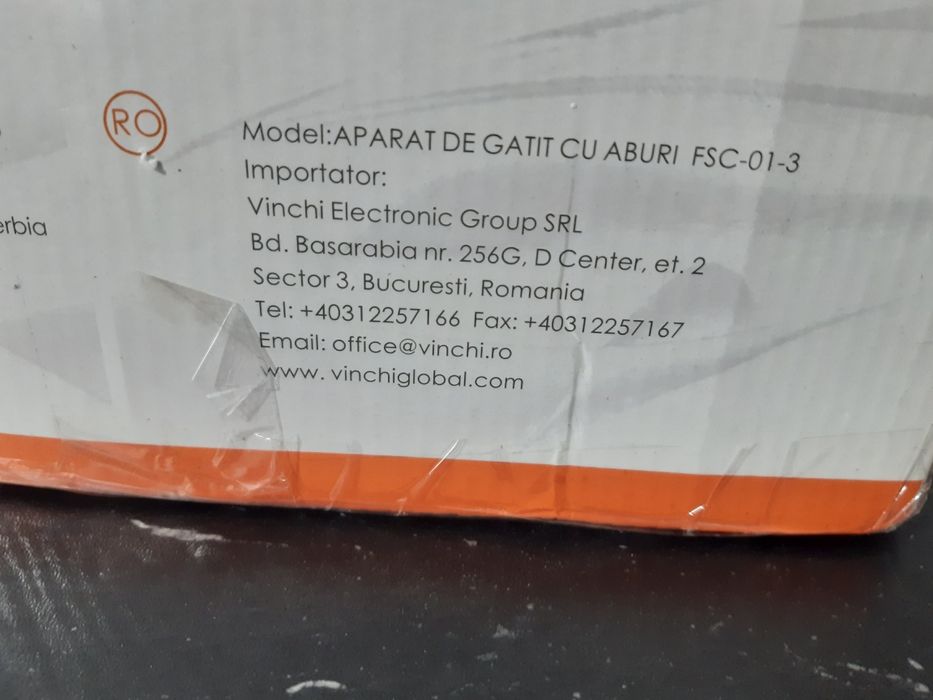 RO
Model:APARAT DE GATIT CU ABURI FSC-01-3
Importator:
Vinchi Electronic Group SRL
Bd. Basarabia nr. 256G, D Center, et. 2
Sector 3, Bucuresti, Romania
Tel: +40312257166 Fax: +40312257167
Email: office@vinchi.ro
www. vinchiglobal.com
erbia